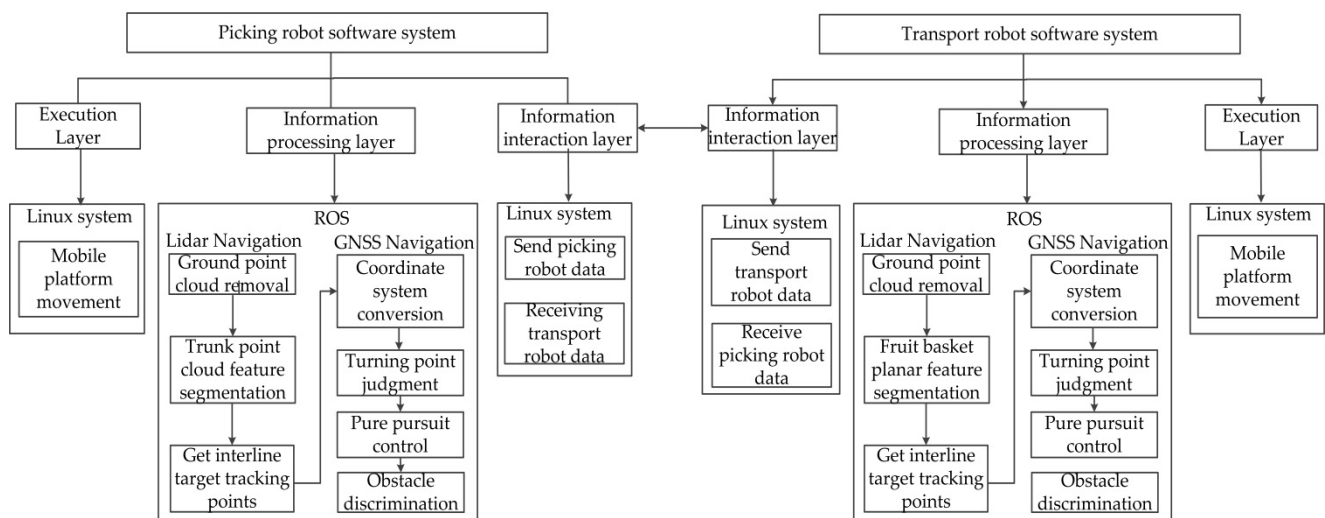 Picking robot software system
Execution
Layer
Information
processing layer
Information
interaction layer
Linux system
Mobile
platform
movement
ROS
Lidar Navigation
Ground point
cloud removal
Trunk point
cloud feature
segmentation
Get interline
target tracking
points
GNSS Navigation
Coordinate
system
conversion
Turning point
judgment
Pure pursuit
control
Obstacle
discrimination
Linux system
Send picking
robot data
Receiving
transport
robot data
Transport robot software system
Information
interaction layer
Information
processing layer
Execution
Layer
Linux system
Send
transport
robot data
Receive
picking robot
data
ROS
Lidar Navigation
Ground point
cloud removal
Fruit basket
planar feature
segmentation
Get interline
target tracking
points
GNSS Navigation
Coordinate
system
conversion
Turning point
judgment
Pure pursuit
control
Obstacle
discrimination
Linux system
Mobile
platform
movement